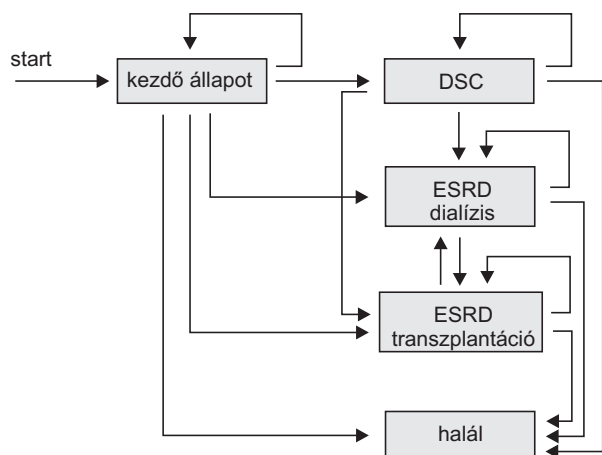 start
kezdő állapot
DSC
ESRD
dialízis
ESRD
transzplantáció
halál